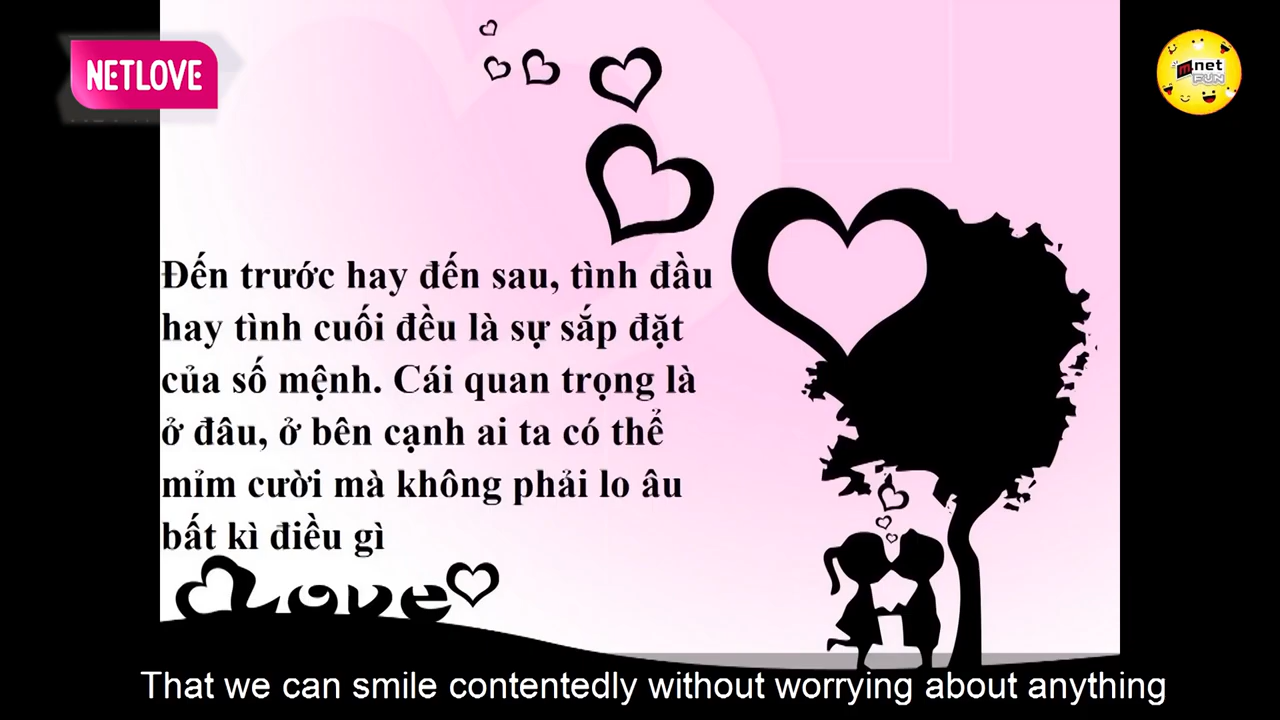 NETLOVE
m.net
FUN
Đến trước hay đến sau, tình đầu
hay tình cuối đều là sự sắp đặt
của số mệnh. Cái quan trọng là
ở đâu, ở bên cạnh ai ta có thể
mỉm cười mà không phải lo âu
bất kì điều gì
Love
That we can smile contentedly without worrying about anything